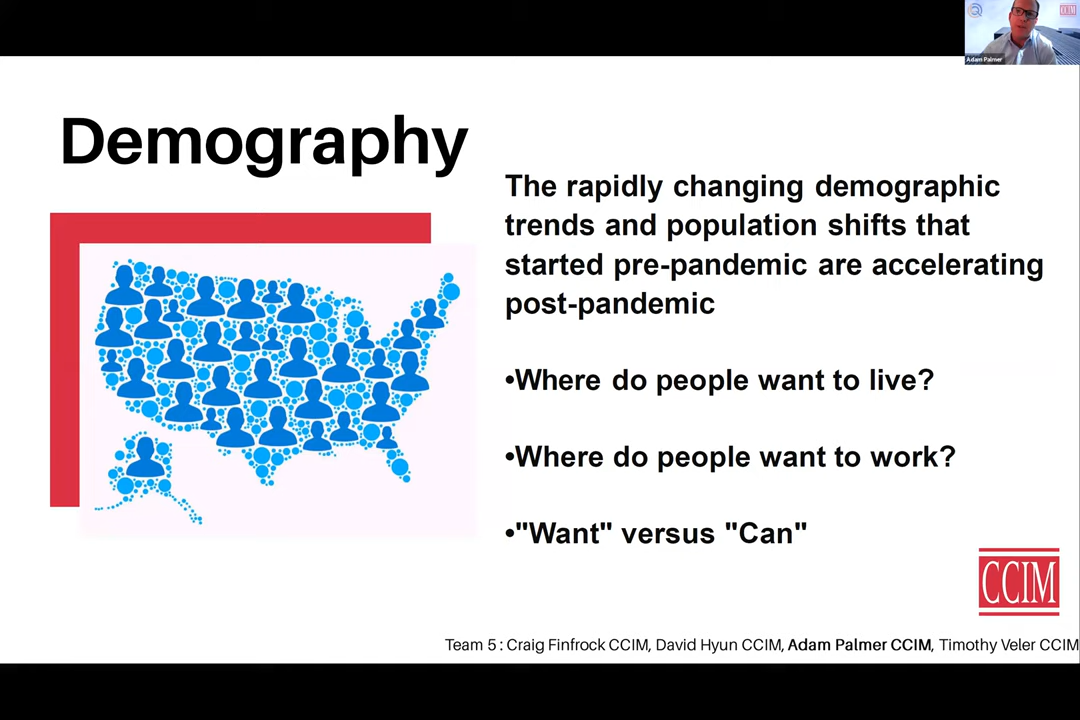 CCIM
Adam Palmer
Demography
The rapidly changing demographic
trends and population shifts that
started pre-pandemic are accelerating
post-pandemic
•Where do people want to live?
•Where do people want to work?
•"Want" versus "Can"
CCIM
Team 5 : Craig Finfrock CCIM, David Hyun CCIM, Adam Palmer CCIM, Timothy Veler CCIM